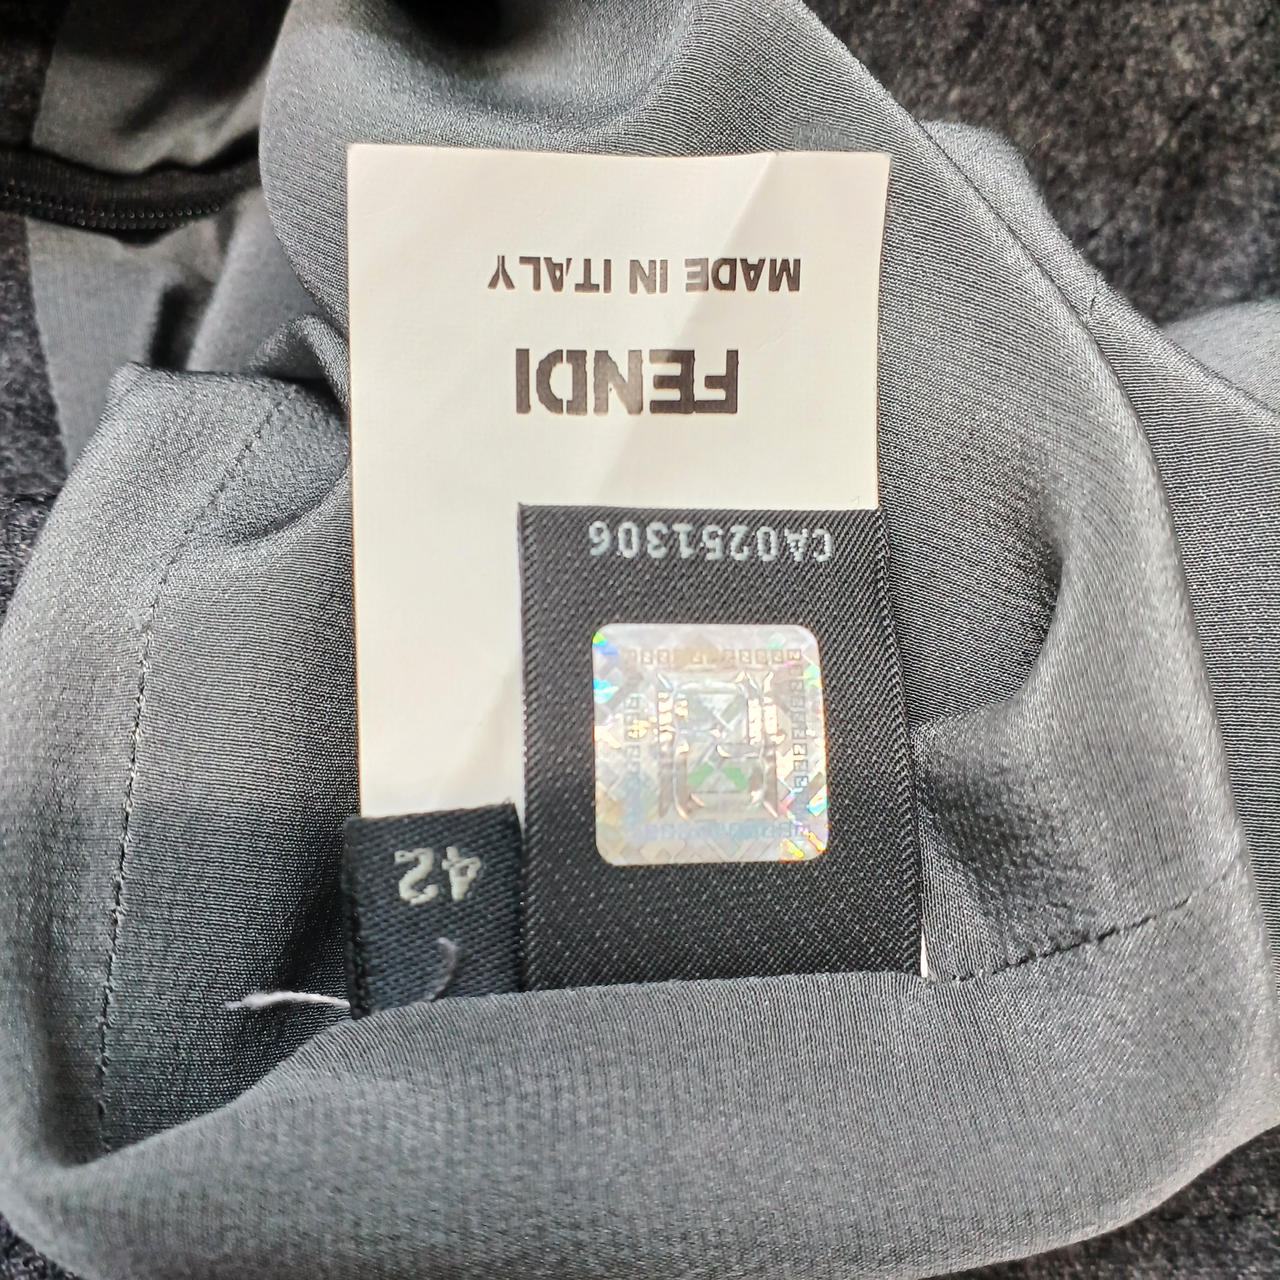 42
CA0251306
FENDI
MADE IN ITALY